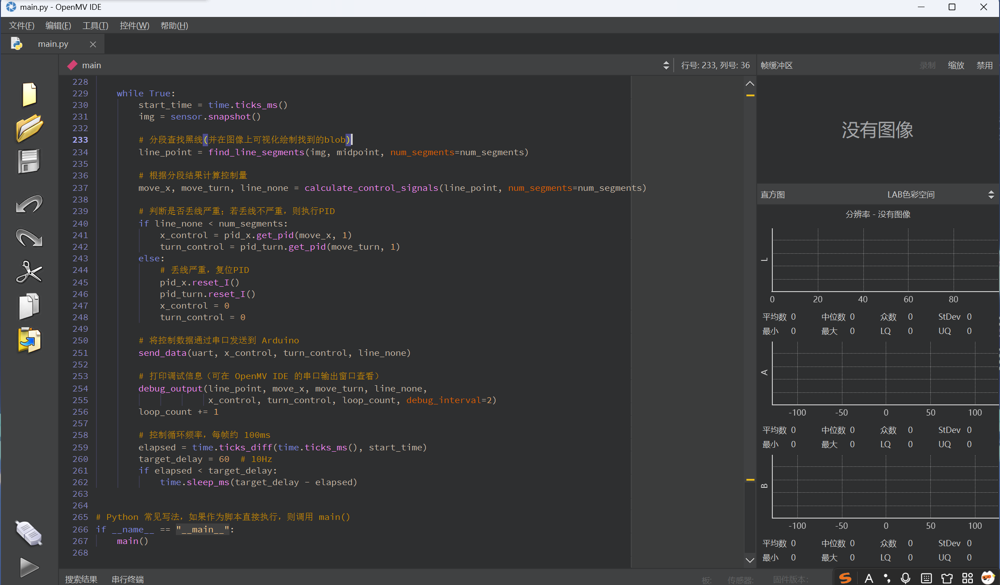 main.py - OpenMV IDE
文件(F) 编辑(E) 工具(T) 控件(W) 帮助(H)
main.py
main
行号: 233, 列号: 36
228
229 while True:
230 start_time = time.ticks_ms()
231 img = sensor.snapshot()
232
233 # 分段查找黑线(并在图像上可视化绘制找到的blob)
234 line_point = find_line_segments(img, midpoint, num_segments=num_segments)
235
236 # 根据分段结果计算控制量
237 move_x, move_turn, line_none = calculate_control_signals(line_point, num_segments=num_segments)
238
239 # 判断是否丢线严重；若丢线不严重，则执行PID
240 if line_none < num_segments:
241 x_control = pid_x.get_pid(move_x, 1)
242 turn_control = pid_turn.get_pid(move_turn, 1)
243 else:
244 # 丢线严重，复位PID
245 pid_x.reset_I()
246 pid_turn.reset_I()
247 x_control = 0
248 turn_control = 0
249
250 # 将控制数据通过串口发送到 Arduino
251 send_data(uart, x_control, turn_control, line_none)
252
253 # 打印调试信息（可在 OpenMV IDE 的串口输出窗口查看）
254 debug_output(line_point, move_x, move_turn, line_none,
255 x_control, turn_control, loop_count, debug_interval=2)
256 loop_count += 1
257
258 # 控制循环频率，每帧约 100ms
259 elapsed = time.ticks_diff(time.ticks_ms(), start_time)
260 target_delay = 60  # 10Hz
261 if elapsed < target_delay:
262 time.sleep_ms(target_delay - elapsed)
263
264
265 # Python 常见写法，如果作为脚本直接执行，则调用 main()
266 if __name__ == "__main__":
267 main()
268
搜索结果 串行终端
帧缓冲区 录制 缩放 禁用
没有图像
直方图 LAB色彩空间
分辨率 - 没有图像
L
0 20 40 60 80
平均数 0 中位数 0 众数 0 StDev 0
最小 0 最大 0 LQ 0 UQ 0
A
-100 -50 0 50 100
平均数 0 中位数 0 众数 0 StDev 0
最小 0 最大 0 LQ 0 UQ 0
B
-100 -50 0 50 100
平均数 0 中位数 0 众数 0 StDev 0
最小 0 最大 0 LQ 0 UQ 0
板: 传感器: 固件版本:
S A